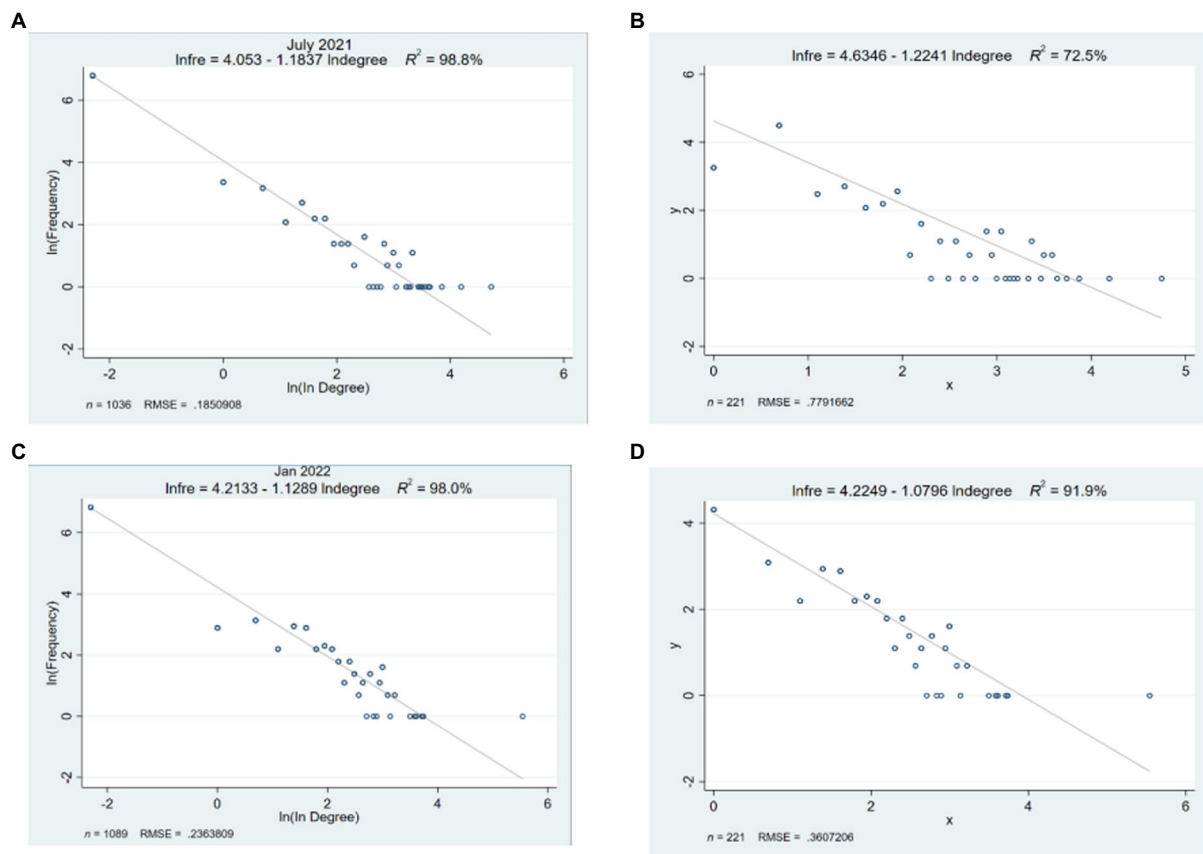 A
July 2021
lnfre = 4.053 - 1.1837 lndegree R² = 98.8%
ln(Frequency)
6
4
2
0
-2
-2 0 2 4 6
ln(In Degree)
n = 1036 RMSE = .1850908
B
lnfre = 4.6346 - 1.2241 lndegree R² = 72.5%
y
6
4
2
0
-2
0 1 2 3 4 5
x
n = 221 RMSE = .7791662
C
Jan 2022
lnfre = 4.2133 - 1.1289 lndegree R² = 98.0%
ln(Frequency)
6
4
2
0
-2
-2 0 2 4 6
ln(In Degree)
n = 1089 RMSE = .2363809
D
lnfre = 4.2249 - 1.0796 lndegree R² = 91.9%
y
4
2
0
-2
0 2 4 6
x
n = 221 RMSE = .3607206